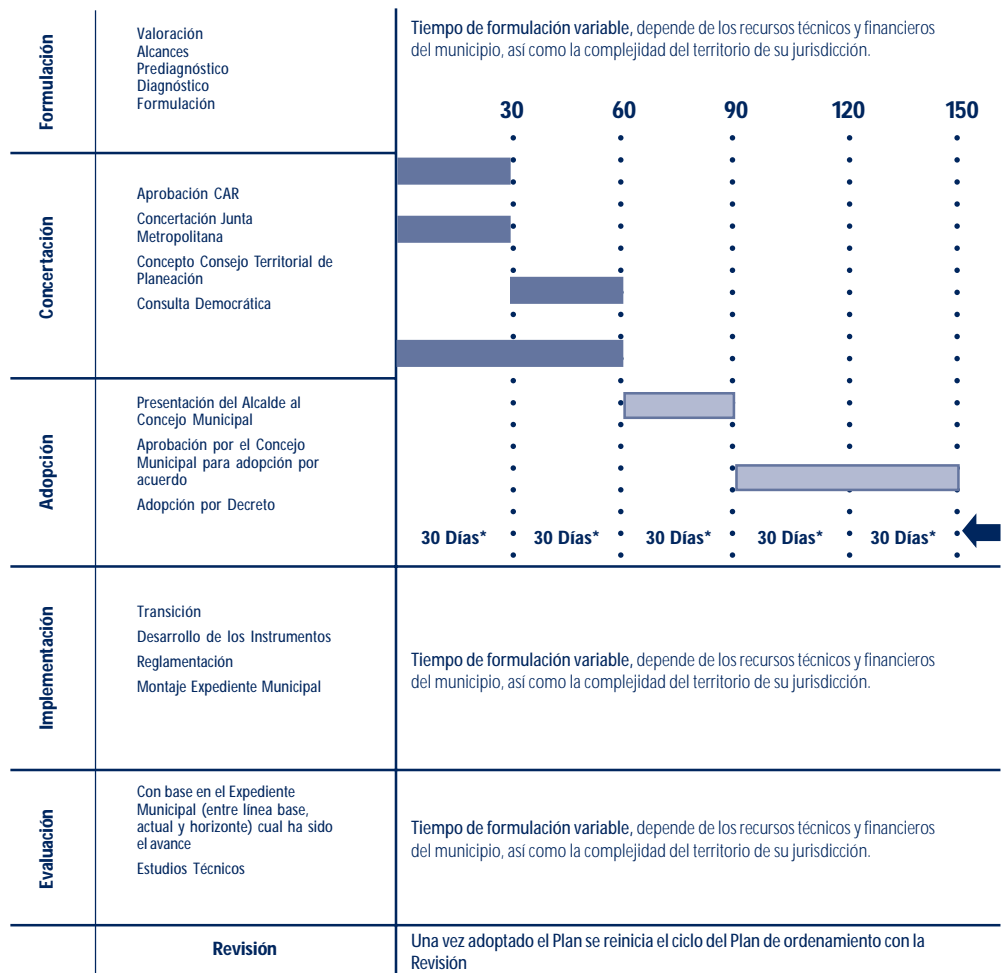 Formulación
Valoración
Alcances
Prediagnóstico
Diagnóstico
Formulación
Tiempo de formulación variable, depende de los recursos técnicos y financieros
del municipio, así como la complejidad del territorio de su jurisdicción.
30 60 90 120 150
Concertación
Aprobación CAR
Concertación Junta
Metropolitana
Concepto Consejo Territorial de
Planeación
Consulta Democrática
Adopción
Presentación del Alcalde al
Concejo Municipal
Aprobación por el Concejo
Municipal para adopción por
acuerdo
Adopción por Decreto
30 Días* 30 Días* 30 Días* 30 Días* 30 Días*
Implementación
Transición
Desarrollo de los Instrumentos
Reglamentación
Montaje Expediente Municipal
Tiempo de formulación variable, depende de los recursos técnicos y financieros
del municipio, así como la complejidad del territorio de su jurisdicción.
Evaluación
Con base en el Expediente
Municipal (entre línea base,
actual y horizonte) cual ha sido
el avance
Estudios Técnicos
Tiempo de formulación variable, depende de los recursos técnicos y financieros
del municipio, así como la complejidad del territorio de su jurisdicción.
Revisión
Una vez adoptado el Plan se reinicia el ciclo del Plan de ordenamiento con la
Revisión